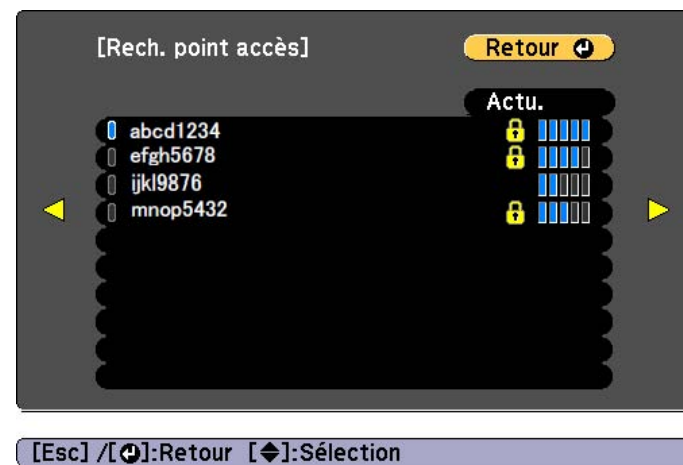 [Rech. point accès]
Retour
Actu.
abcd1234
efgh5678
ijkl9876
mnop5432
[Esc] /[⏎]:Retour [◆]:Sélection